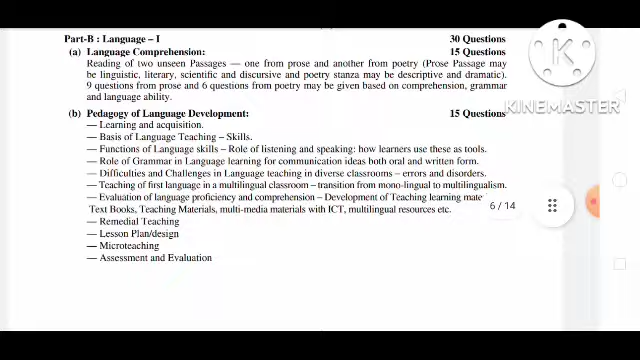 Part-B : Language – I 30 Questions
(a) Language Comprehension: 15 Questions
Reading of two unseen Passages — one from prose and another from poetry (Prose Passage may
be linguistic, literary, scientific and discursive and poetry stanza may be descriptive and dramatic).
9 questions from prose and 6 questions from poetry may be given based on comprehension, grammar
and language ability.
KINEMASTER
(b) Pedagogy of Language Development: 15 Questions
— Learning and acquisition.
— Basis of Language Teaching – Skills.
— Functions of Language skills – Role of listening and speaking: how learners use these as tools.
— Role of Grammar in Language learning for communication ideas both oral and written form.
— Difficulties and Challenges in Language teaching in diverse classrooms – errors and disorders.
— Teaching of first language in a multilingual classroom – transition from mono-lingual to multilingualism.
— Evaluation of language proficiency and comprehension – Development of Teaching learning mate
Text Books, Teaching Materials, multi-media materials with ICT, multilingual resources etc.
6 / 14
— Remedial Teaching
— Lesson Plan/design
— Microteaching
— Assessment and Evaluation